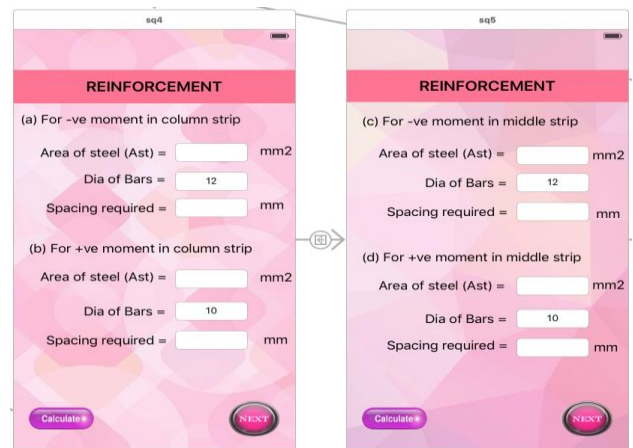 sq4
REINFORCEMENT
(a) For -ve moment in column strip
Area of steel (Ast) = mm2
Dia of Bars = 12
Spacing required = mm
(b) For +ve moment in column strip
Area of steel (Ast) = mm2
Dia of Bars = 10
Spacing required = mm
Calculate
NEXT
sq5
REINFORCEMENT
(c) For -ve moment in middle strip
Area of steel (Ast) = mm2
Dia of Bars = 12
Spacing required = mm
(d) For +ve moment in middle strip
Area of steel (Ast) = mm2
Dia of Bars = 10
Spacing required = mm
Calculate
NEXT